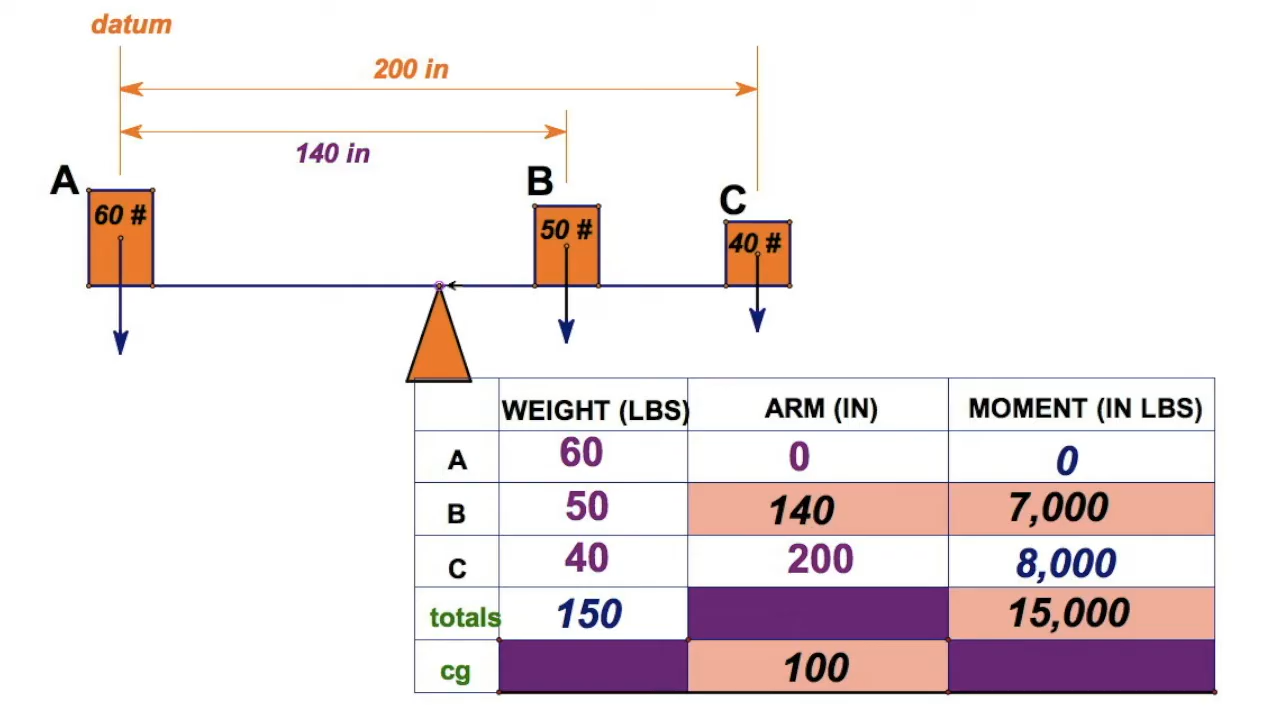 datum
200 in
140 in
A
B
C
60 #
50 #
40 #
WEIGHT (LBS) ARM (IN) MOMENT (IN LBS)
A 60 0 0
B 50 140 7,000
C 40 200 8,000
totals 150 15,000
cg 100